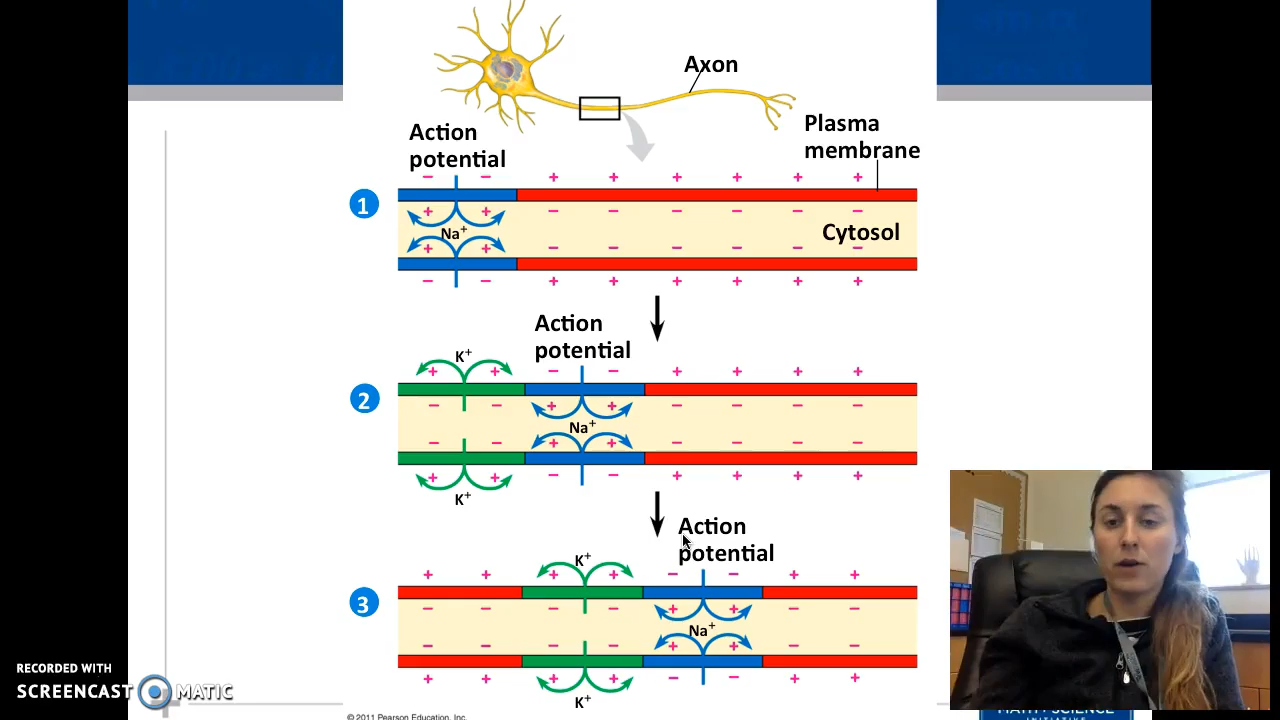 Axon
Action
potential
Plasma
membrane
− − + + + + + +
1
+ + − − − − − −
Na⁺
Cytosol
+ + − − − − −
− − + + + + + +
Action
potential
K⁺
+ + − − + + + +
2
− − + + − − − −
Na⁺
− − + + − − − −
+ + − − + + + +
K⁺
Action
potential
K⁺
+ + + + − − + +
3
− − − − + + − −
Na⁺
− − − − + + − −
+ + + + − − + +
K⁺
RECORDED WITH
SCREENCAST MATIC
© 2011 Pearson Education, Inc.